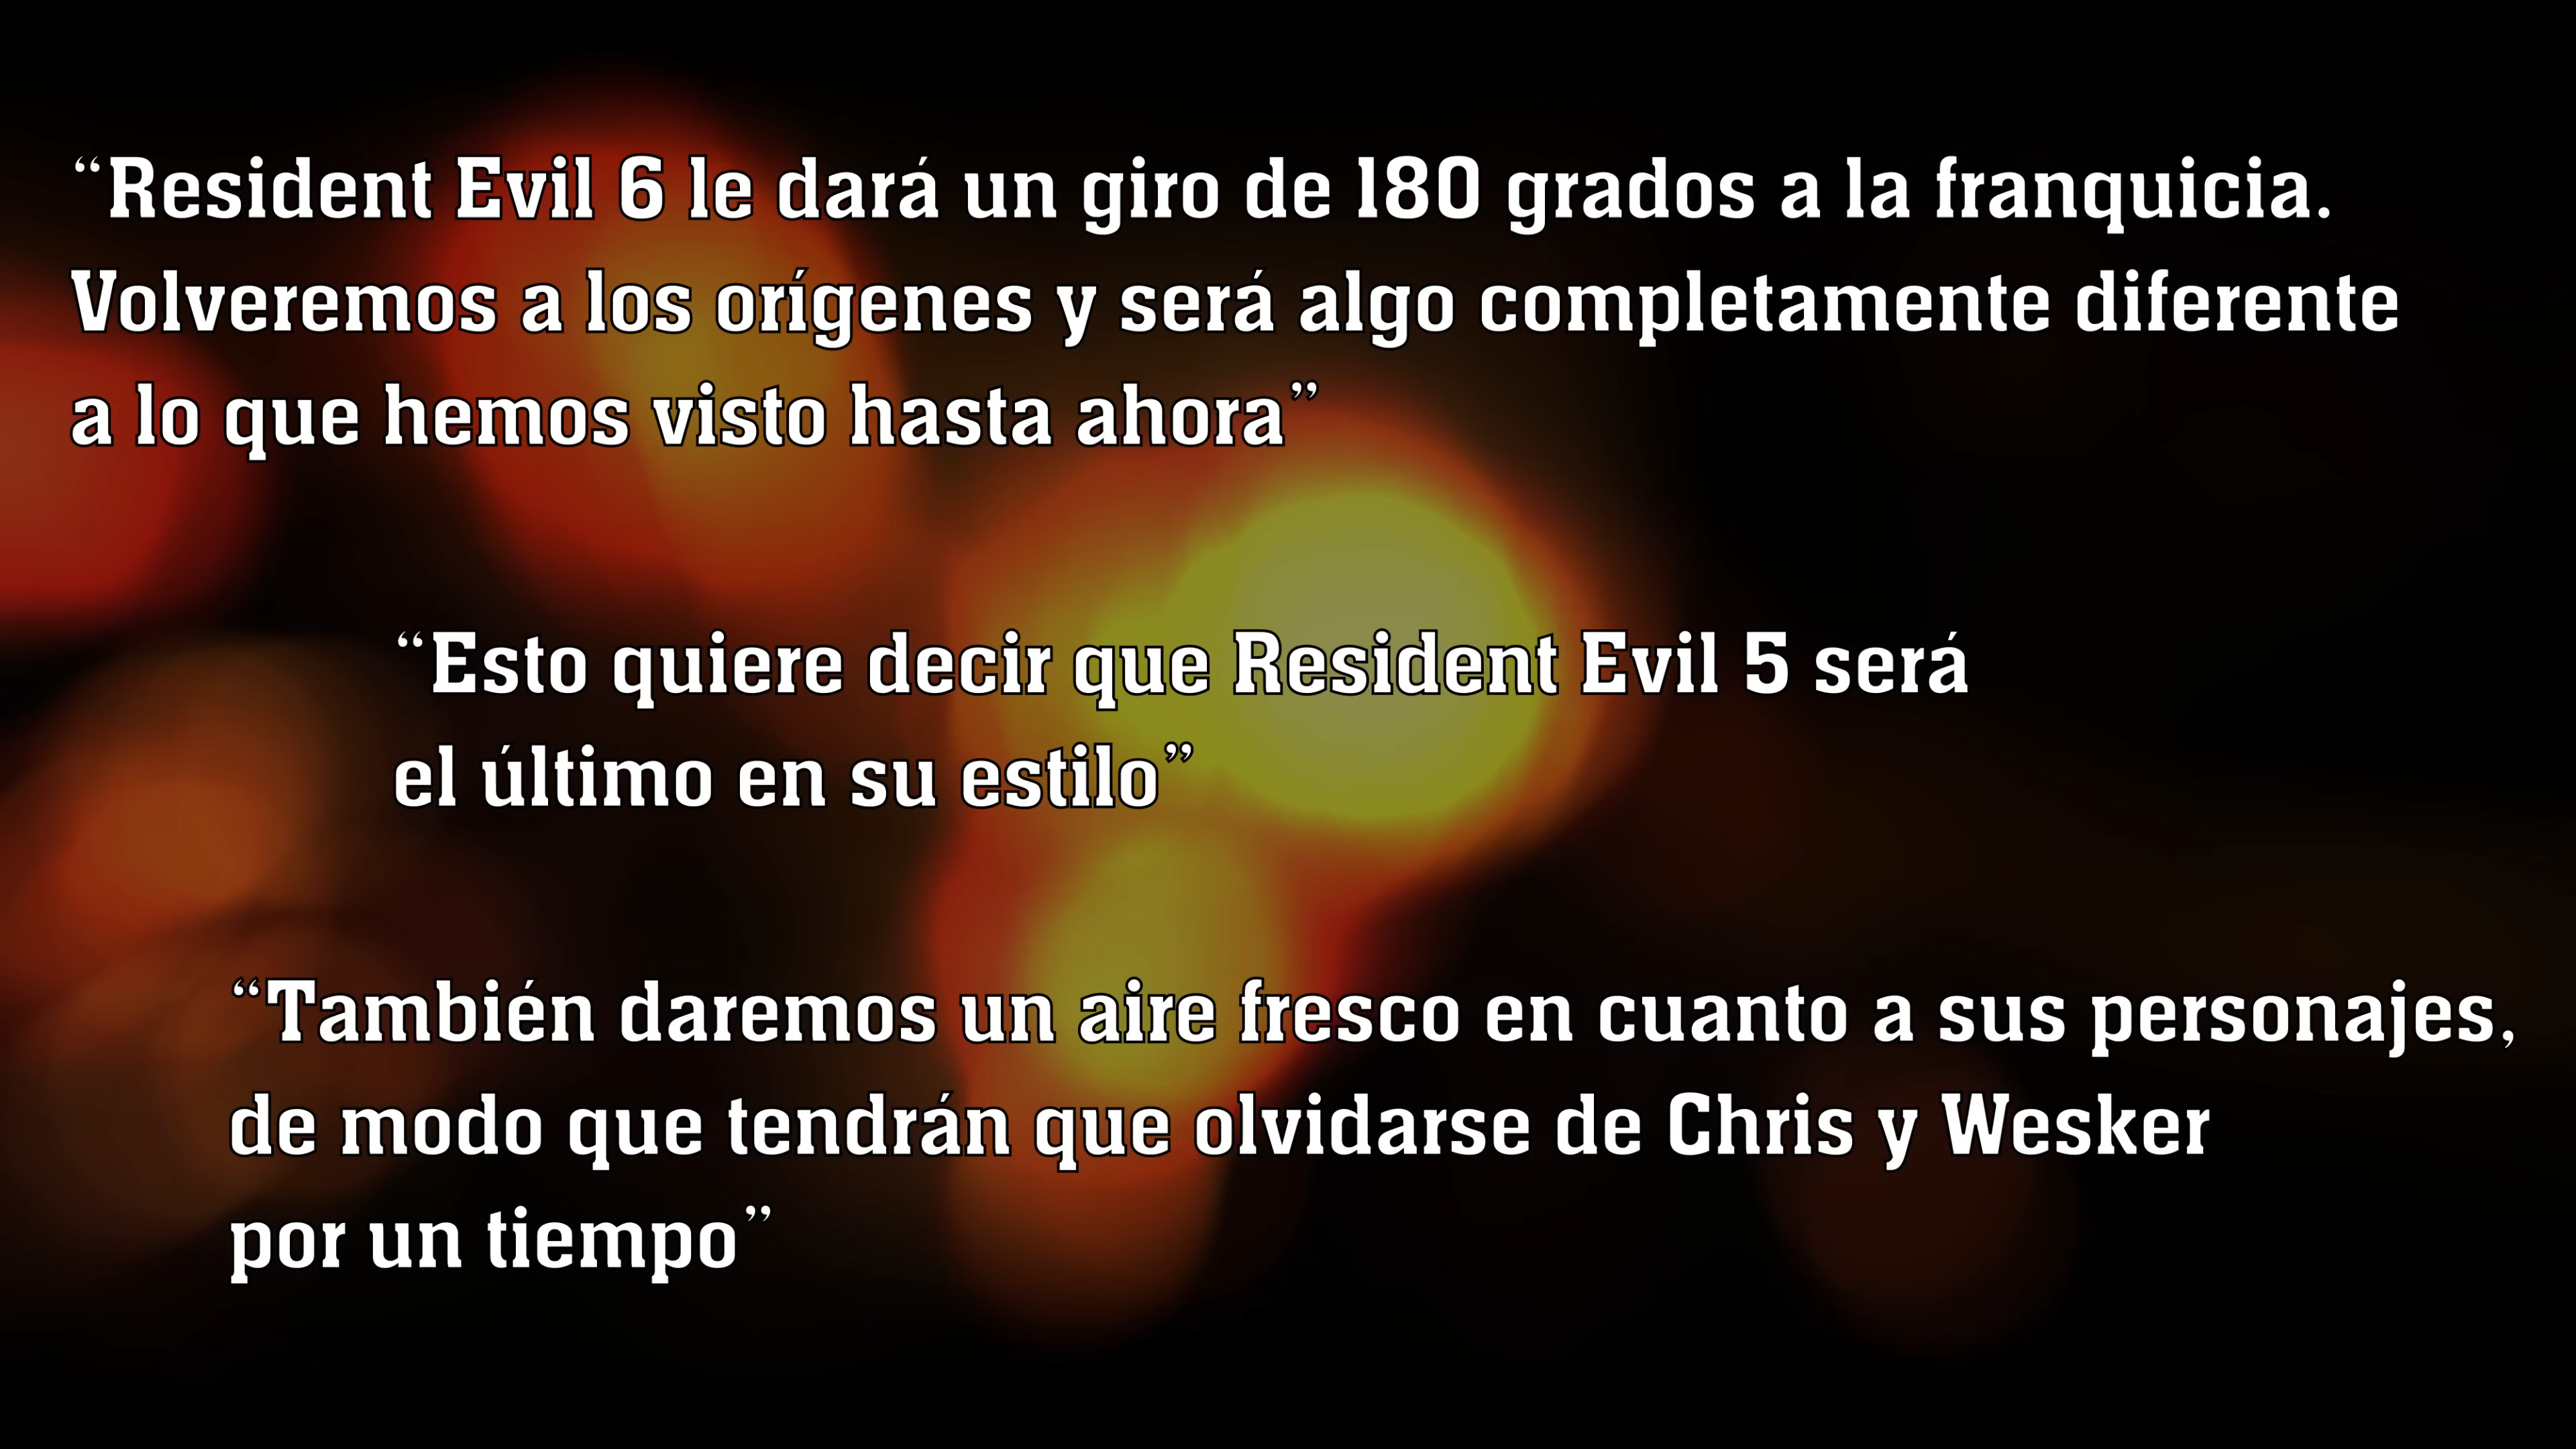 “Resident Evil 6 le dará un giro de 180 grados a la franquicia.
Volveremos a los orígenes y será algo completamente diferente
a lo que hemos visto hasta ahora”
“Esto quiere decir que Resident Evil 5 será
el último en su estilo”
“También daremos un aire fresco en cuanto a sus personajes,
de modo que tendrán que olvidarse de Chris y Wesker
por un tiempo”